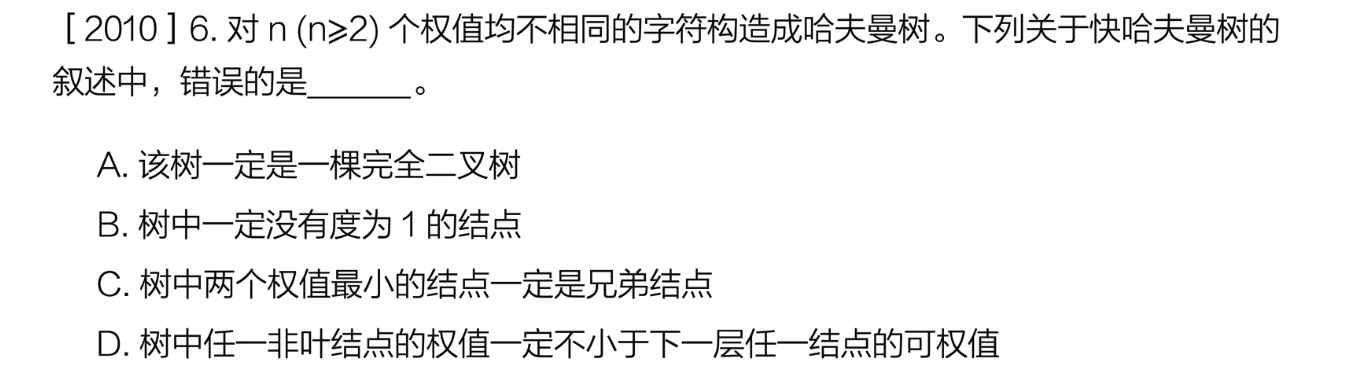 [ 2010 ] 6. 对 n (n⩾2) 个权值均不相同的字符构造成哈夫曼树。下列关于快哈夫曼树的
叙述中，错误的是______。
A. 该树一定是一棵完全二叉树
B. 树中一定没有度为 1 的结点
C. 树中两个权值最小的结点一定是兄弟结点
D. 树中任一非叶结点的权值一定不小于下一层任一结点的可权值